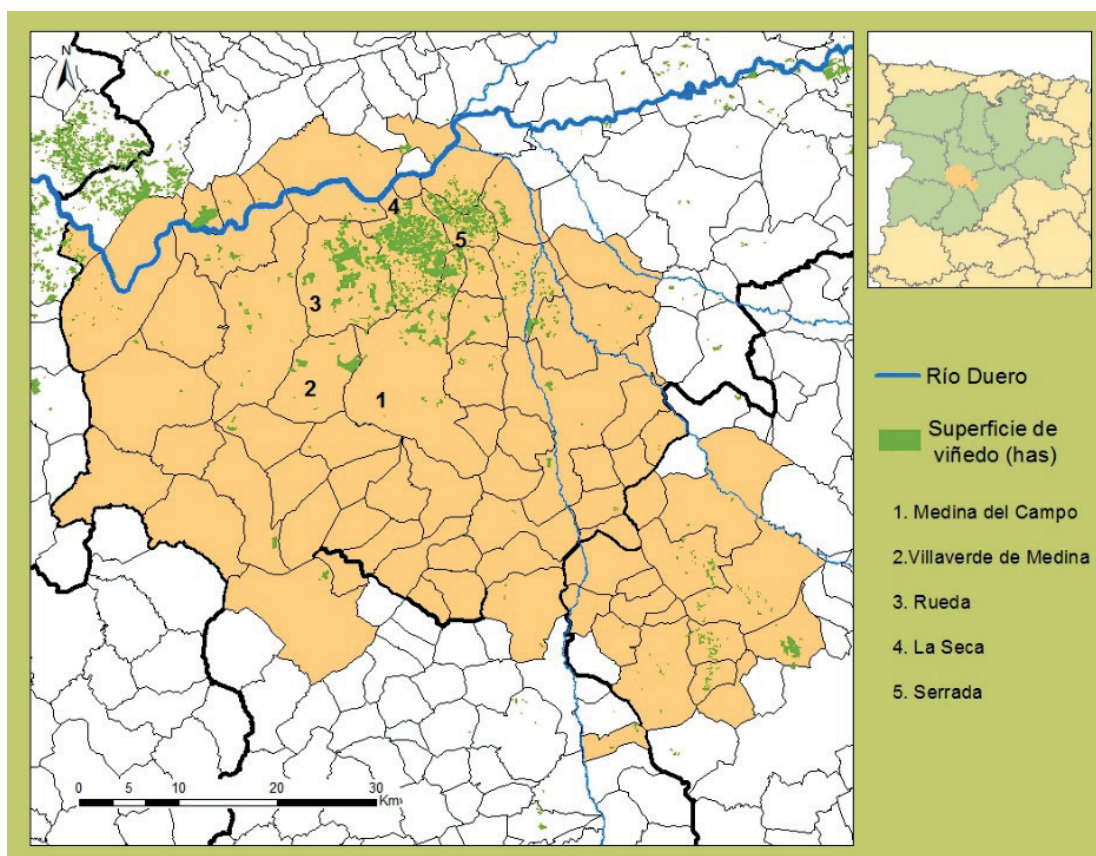 N
4
5
3
2
1
0 5 10 20 30
Km
Río Duero
Superficie de
viñedo (has)
1. Medina del Campo
2.Villaverde de Medina
3. Rueda
4. La Seca
5. Serrada